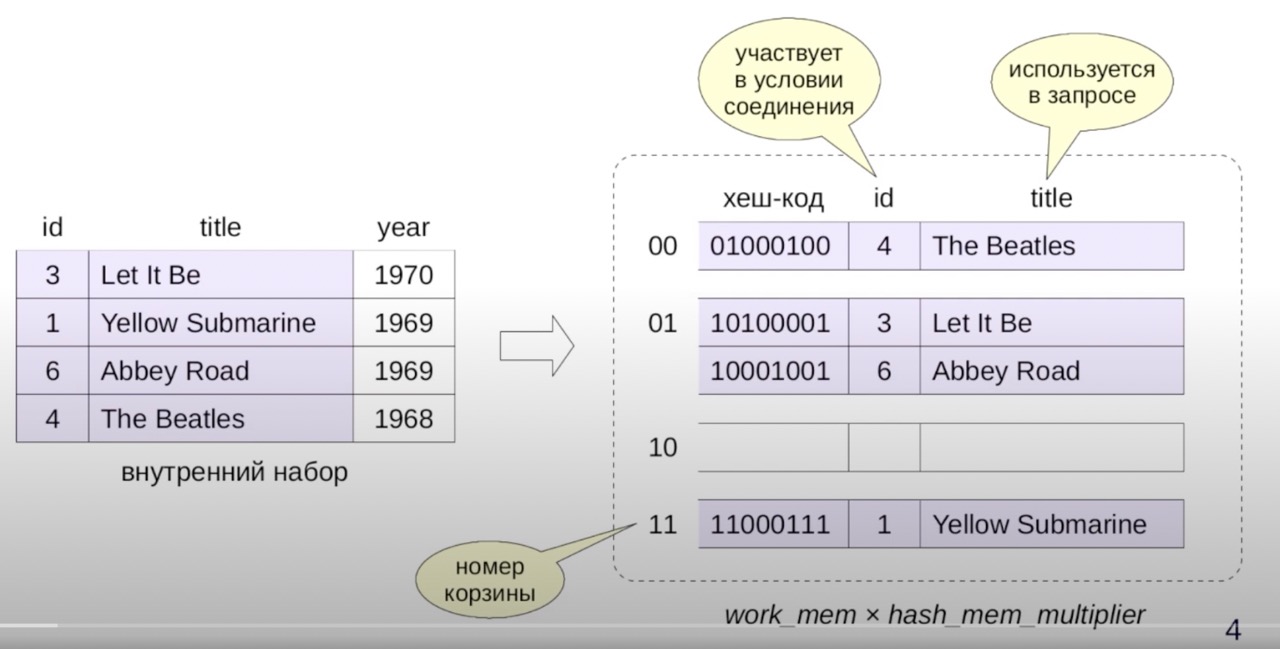 участвует
в условии
соединения
используется
в запросе
id title year
3 Let It Be 1970
1 Yellow Submarine 1969
6 Abbey Road 1969
4 The Beatles 1968
внутренний набор
хеш-код id title
00 01000100 4 The Beatles
01 10100001 3 Let It Be
10001001 6 Abbey Road
10
11 11000111 1 Yellow Submarine
номер
корзины
work_mem × hash_mem_multiplier
4